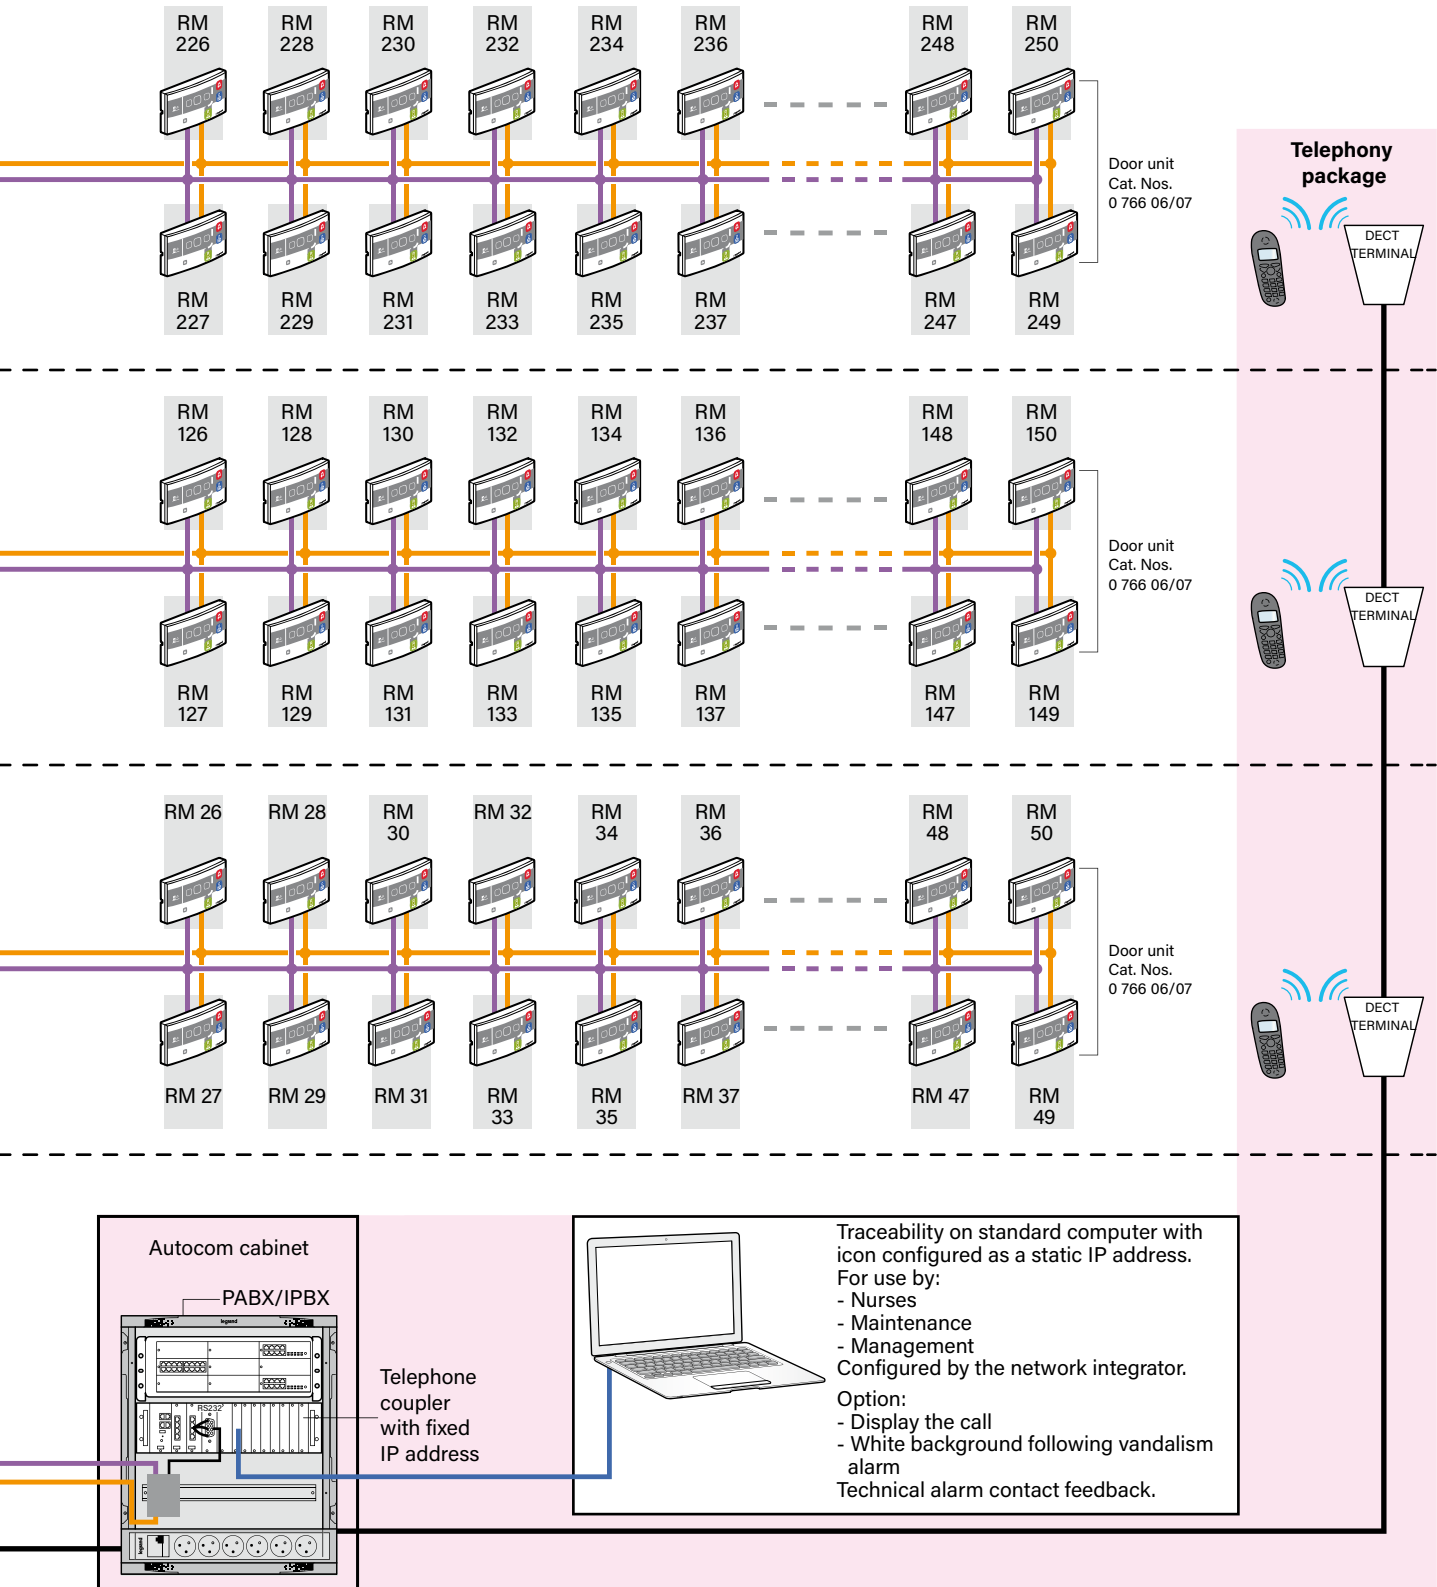 RM
226
RM
228
RM
230
RM
232
RM
234
RM
236
RM
248
RM
250
Door unit
Cat. Nos.
0 766 06/07
RM
227
RM
229
RM
231
RM
233
RM
235
RM
237
RM
247
RM
249
Telephony
package
DECT
TERMINAL
RM
126
RM
128
RM
130
RM
132
RM
134
RM
136
RM
148
RM
150
Door unit
Cat. Nos.
0 766 06/07
RM
127
RM
129
RM
131
RM
133
RM
135
RM
137
RM
147
RM
149
DECT
TERMINAL
RM 26
RM 28
RM
30
RM 32
RM
34
RM
36
RM
48
RM
50
Door unit
Cat. Nos.
0 766 06/07
RM 27
RM 29
RM 31
RM
33
RM
35
RM 37
RM 47
RM
49
DECT
TERMINAL
Autocom cabinet
PABX/IPBX
legrand
RS232
legrand
Telephone
coupler
with fixed
IP address
Traceability on standard computer with
icon configured as a static IP address.
For use by:
- Nurses
- Maintenance
- Management
Configured by the network integrator.
Option:
- Display the call
- White background following vandalism
alarm
Technical alarm contact feedback.